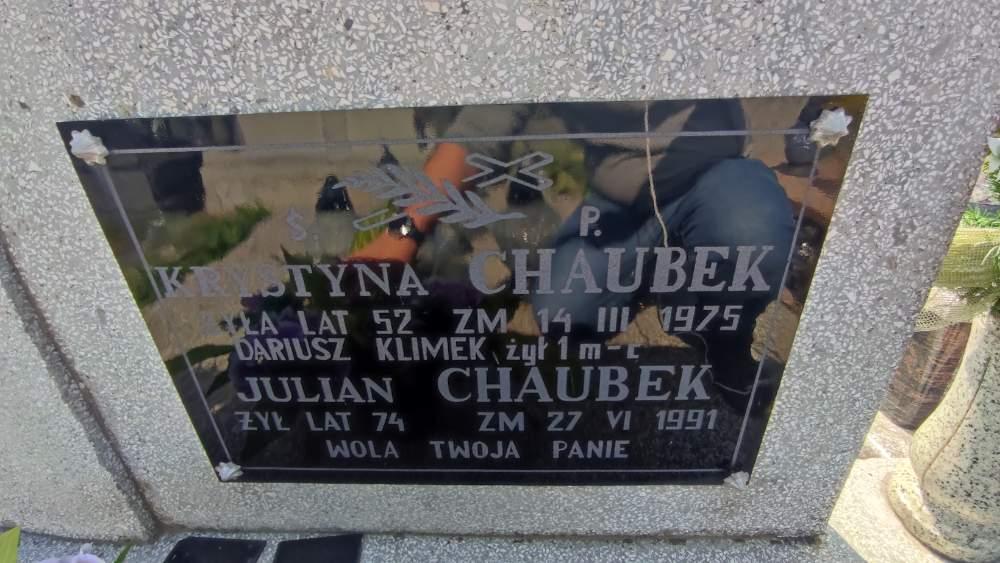 Ś. P.
KRYSTYNA CHAUBEK
ŻYŁA LAT 52 ZM 14 III 1975
DARIUSZ KLIMEK żył 1 m-c
JULIAN CHAUBEK
ŻYŁ LAT 74 ZM 27 VI 1991
WOLA TWOJA PANIE